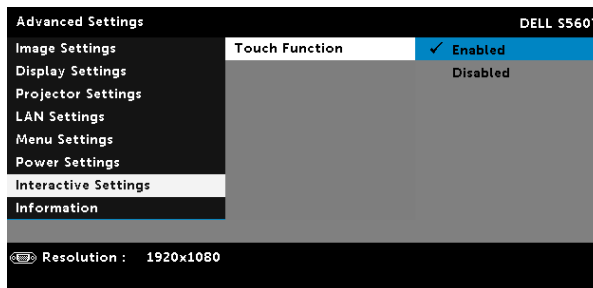 Advanced Settings DELL S560
Image Settings Touch Function ✓ Enabled
Display Settings Disabled
Projector Settings
LAN Settings
Menu Settings
Power Settings
Interactive Settings
Information
Resolution : 1920x1080